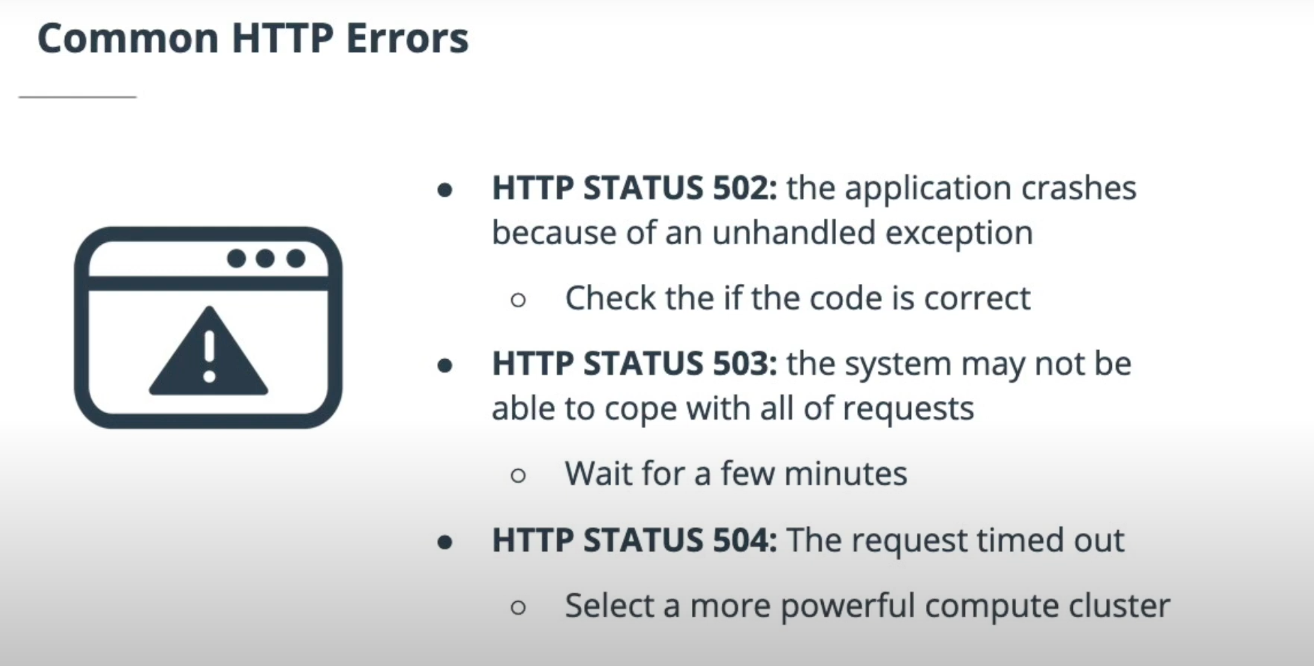 Common HTTP Errors
● HTTP STATUS 502: the application crashes
because of an unhandled exception
○ Check the if the code is correct
● HTTP STATUS 503: the system may not be
able to cope with all of requests
○ Wait for a few minutes
● HTTP STATUS 504: The request timed out
○ Select a more powerful compute cluster